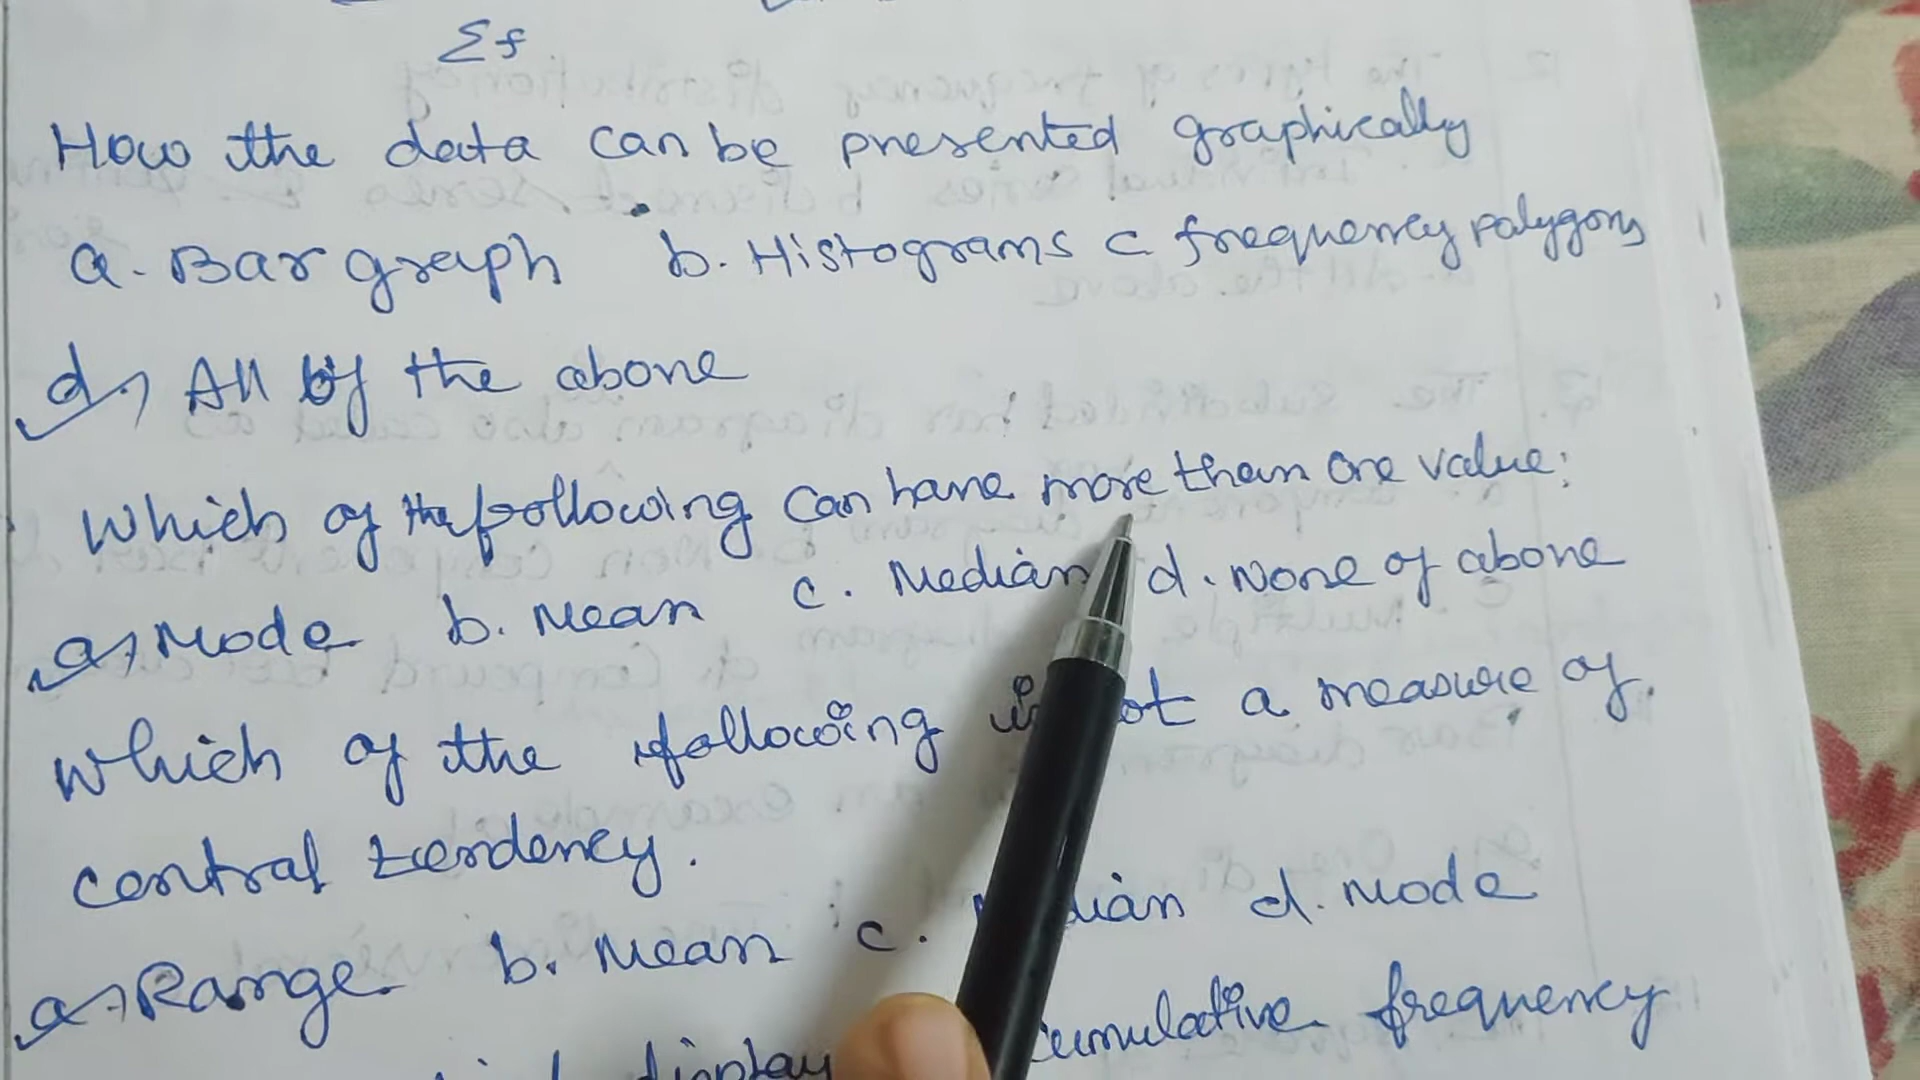 Σf
How the data can be presented graphically
a. Bar graph b. Histograms c frequency polygons
d. All of the above
Which of the following can have more than one value:
a. Mode b. Mean c. Median d. None of above
Which of the following is not a measure of
central tendency.
a. Range b. Mean c. Median d. Mode
display cumulative frequency